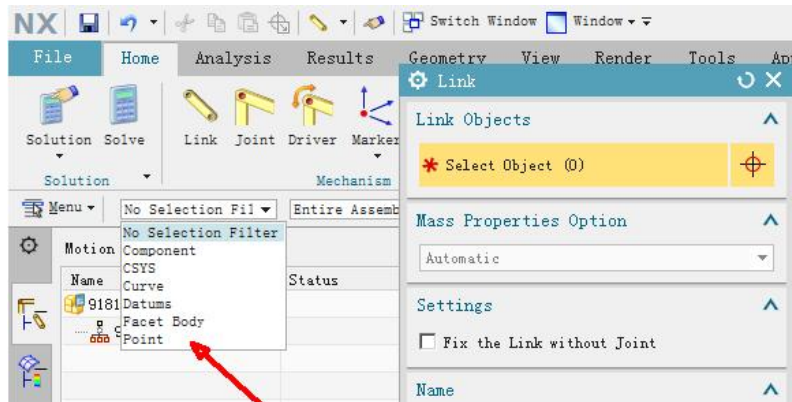 NX Switch Window Window
File Home Analysis Results Geometry View Render Tools
Link
Link Objects
Solution Solve Link Joint Driver Marker
Select Object (0)
Solution Mechanism
Menu No Selection Fil Entire Assemb
Mass Properties Option
No Selection Filter
Motion Component
Automatic
CSYS
Name Curve Status
9181 Datums
Settings
Facet Body
Fix the Link without Joint
Point
Name